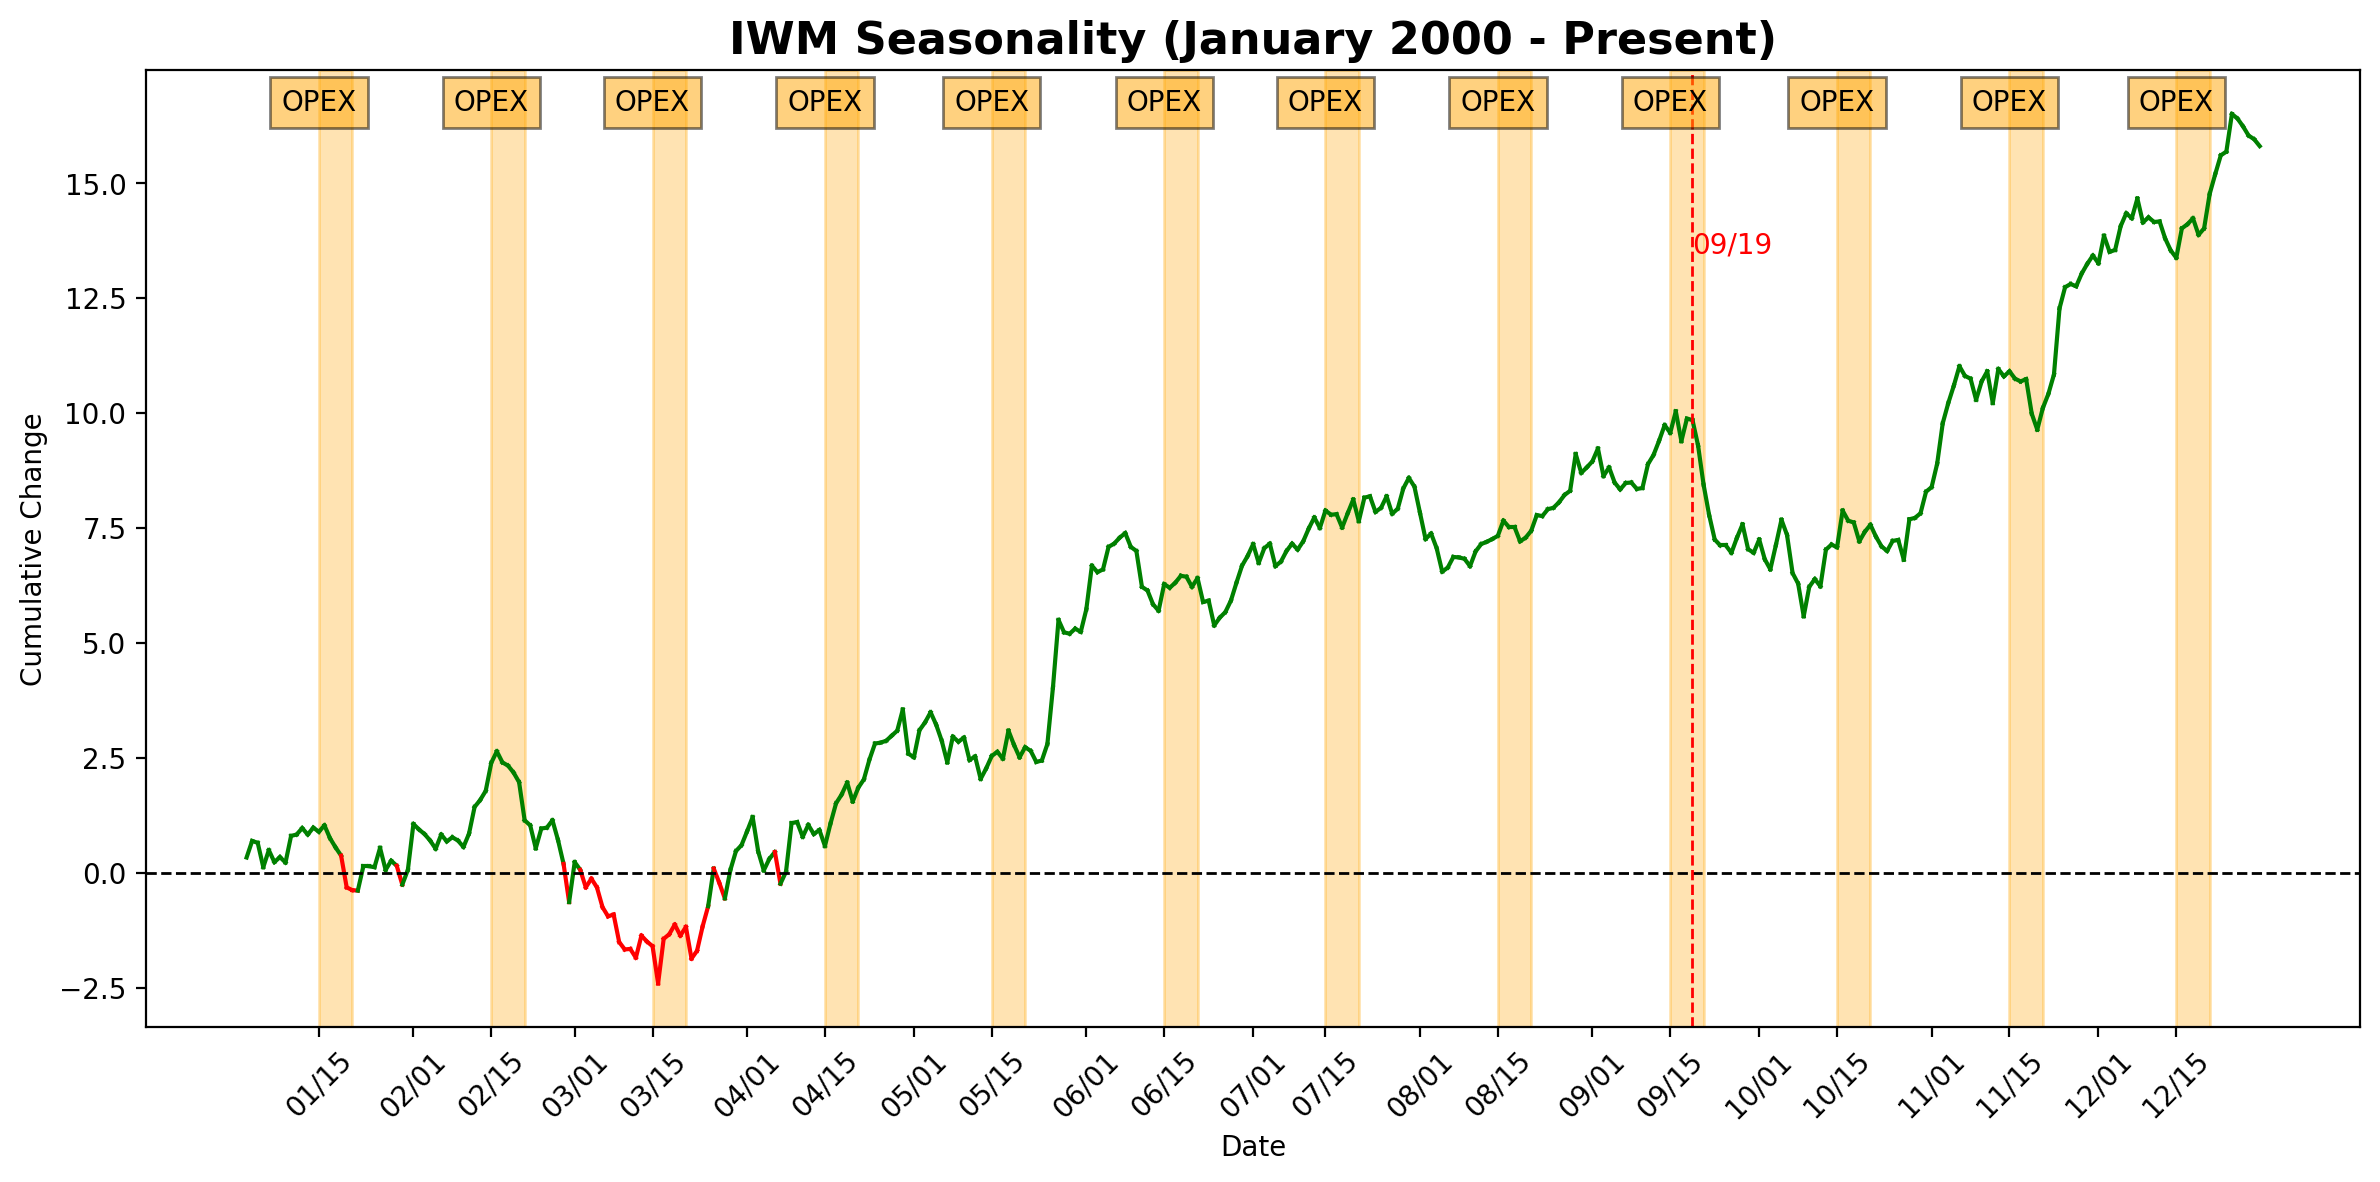 IWM Seasonality (January 2000 - Present)
OPEX OPEX OPEX OPEX OPEX OPEX OPEX OPEX OPEX OPEX OPEX OPEX
09/19
15.0
12.5
10.0
7.5
5.0
2.5
0.0
−2.5
Cumulative Change
01/15 02/01 02/15 03/01 03/15 04/01 04/15 05/01 05/15 06/01 06/15 07/01 07/15 08/01 08/15 09/01 09/15 10/01 10/15 11/01 11/15 12/01 12/15
Date